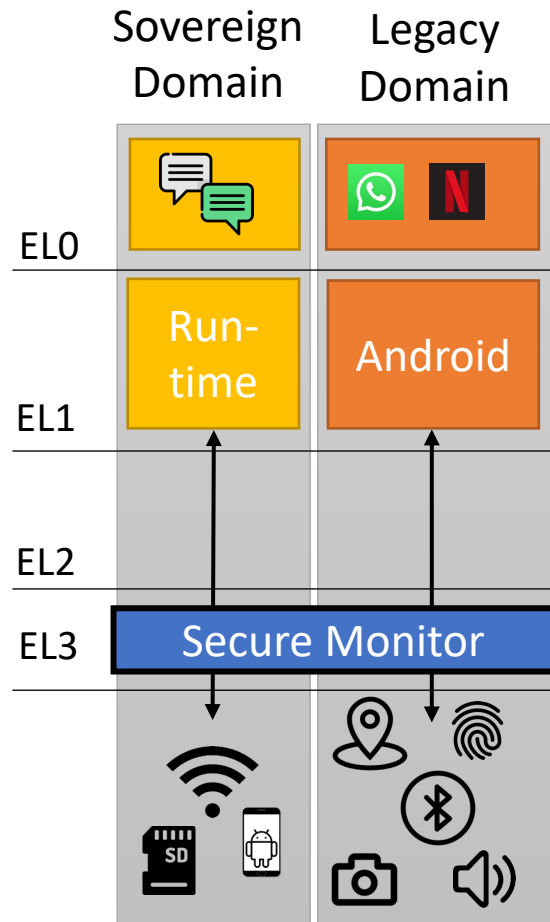 Sovereign
Domain
Legacy
Domain
N
EL0
Run-
time
Android
EL1
EL2
EL3
Secure Monitor
SD